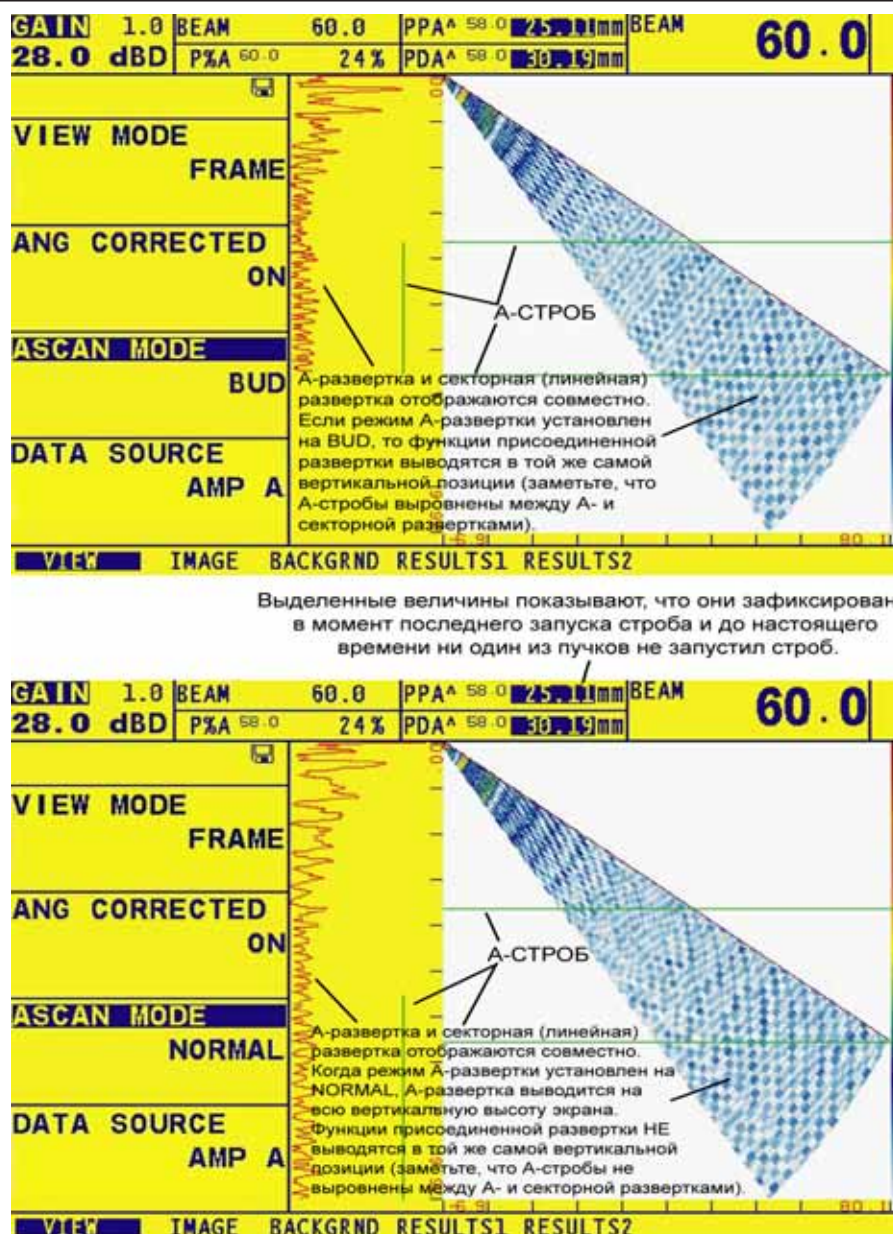 GAIN 1.0 BEAM 60.0 PPA^ 58.0 25.11mm BEAM 60.0
28.0 dBD P%A 60.0 24% PDA^ 58.0 30.19mm
VIEW MODE
FRAME
ANG CORRECTED
ON
А-СТРОБ
ASCAN MODE
BUD
А-развертка и секторная (линейная)
развертка отображаются совместно.
Если режим А-развертки установлен
на BUD, то функции присоединенной
развертки выводятся в той же самой
вертикальной позиции (заметьте, что
А-стробы выровнены между А- и
секторной развертками).
DATA SOURCE
AMP A
VIEW IMAGE BACKGRND RESULTS1 RESULTS2
Выделенные величины показывают, что они зафиксирован
в момент последнего запуска строба и до настоящего
времени ни один из пучков не запустил строб.
GAIN 1.0 BEAM 60.0 PPA^ 58.0 25.11mm BEAM 60.0
28.0 dBD P%A 58.0 24% PDA^ 58.0 30.19mm
VIEW MODE
FRAME
ANG CORRECTED
ON
А-СТРОБ
ASCAN MODE
NORMAL
А-развертка и секторная (линейная)
развертка отображаются совместно.
Когда режим А-развертки установлен на
NORMAL, А-развертка выводится на
всю вертикальную высоту экрана.
Функции присоединенной развертки НЕ
выводятся в той же самой вертикальной
позиции (заметьте, что А-стробы не
выровнены между А- и секторной развертками).
DATA SOURCE
AMP A
VIEW IMAGE BACKGRND RESULTS1 RESULTS2